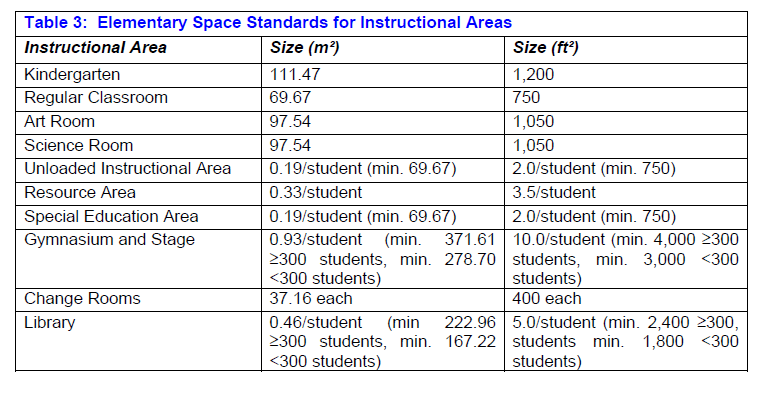 Table 3: Elementary Space Standards for Instructional Areas
Instructional Area Size (m²) Size (ft²)
Kindergarten 111.47 1,200
Regular Classroom 69.67 750
Art Room 97.54 1,050
Science Room 97.54 1,050
Unloaded Instructional Area 0.19/student (min. 69.67) 2.0/student (min. 750)
Resource Area 0.33/student 3.5/student
Special Education Area 0.19/student (min. 69.67) 2.0/student (min. 750)
Gymnasium and Stage 0.93/student (min. 371.61 10.0/student (min. 4,000 ≥300
≥300 students, min. 278.70 students, min. 3,000 <300
<300 students) students)
Change Rooms 37.16 each 400 each
Library 0.46/student (min 222.96 5.0/student (min. 2,400 ≥300,
≥300 students, min. 167.22 students min. 1,800 <300
<300 students) students)